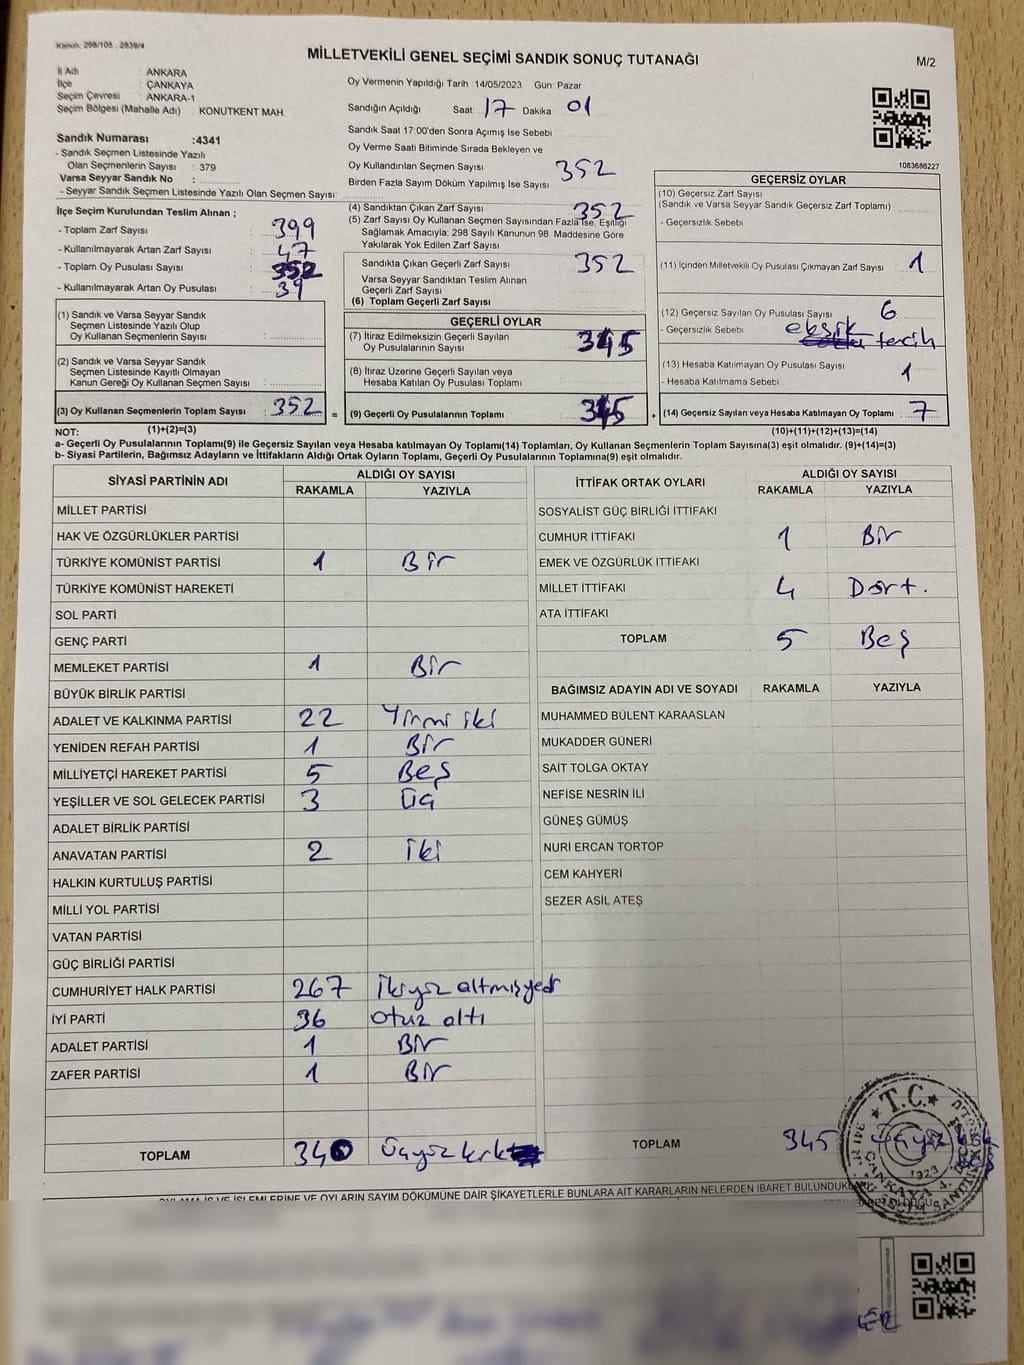 Kanun: 298/108 , 2839/4
MİLLETVEKİLİ GENEL SEÇİMİ SANDIK SONUÇ TUTANAĞI
M/2
İl Adı : ANKARA
İlçe : ÇANKAYA
Seçim Çevresi : ANKARA-1
Seçim Bölgesi (Mahalle Adı) : KONUTKENT MAH.
Sandık Numarası :4341
- Sandık Seçmen Listesinde Yazılı
Olan Seçmenlerin Sayısı : 379
Varsa Seyyar Sandık No :
- Seyyar Sandık Seçmen Listesinde Yazılı Olan Seçmen Sayısı:
Oy Vermenin Yapıldığı Tarih : 14/05/2023 Gün: Pazar
Sandığın Açıldığı Saat: 17 Dakika 01
Sandık Saat 17:00'den Sonra Açılmış İse Sebebi
Oy Verme Saati Bitiminde Sırada Bekleyen ve
Oy Kullandırılan Seçmen Sayısı 352
Birden Fazla Sayım Döküm Yapılmış İse Sayısı
1083686227
İlçe Seçim Kurulundan Teslim Alınan ;
- Toplam Zarf Sayısı : 399
- Kullanılmayarak Artan Zarf Sayısı : 47
- Toplam Oy Pusulası Sayısı : 352
- Kullanılmayarak Artan Oy Pusulası : 39
(4) Sandıktan Çıkan Zarf Sayısı 352
(5) Zarf Sayısı Oy Kullanan Seçmen Sayısından Fazla İse, Eşitliği
Sağlamak Amacıyla; 298 Sayılı Kanunun 98. Maddesine Göre
Yakılarak Yok Edilen Zarf Sayısı
Sandıkta Çıkan Geçerli Zarf Sayısı 352
Varsa Seyyar Sandıktan Teslim Alınan
Geçerli Zarf Sayısı
(6) Toplam Geçerli Zarf Sayısı
GEÇERSİZ OYLAR
(10) Geçersiz Zarf Sayısı
(Sandık ve Varsa Seyyar Sandık Geçersiz Zarf Toplamı)
- Geçersizlik Sebebi
(11) İçinden Milletvekili Oy Pusulası Çıkmayan Zarf Sayısı : 1
(12) Geçersiz Sayılan Oy Pusulası Sayısı 6
- Geçersizlik Sebebi eksik tercih
(13) Hesaba Katılmayan Oy Pusulası Sayısı 1
- Hesaba Katılmama Sebebi
(14) Geçersiz Sayılan veya Hesaba Katılmayan Oy Toplamı : 7
(10)+(11)+(12)+(13)=(14)
(1) Sandık ve Varsa Seyyar Sandık
Seçmen Listesinde Yazılı Olup
Oy Kullanan Seçmenlerin Sayısı :
(2) Sandık ve Varsa Seyyar Sandık
Seçmen Listesinde Kayıtlı Olmayan
Kanun Gereği Oy Kullanan Seçmen Sayısı :
(3) Oy Kullanan Seçmenlerin Toplam Sayısı : 352
GEÇERLİ OYLAR
(7) İtiraz Edilmeksizin Geçerli Sayılan
Oy Pusulalarının Sayısı 345
(8) İtiraz Üzerine Geçerli Sayılan veya
Hesaba Katılan Oy Pusulası Toplamı
= (9) Geçerli Oy Pusulalarının Toplamı 345 +
NOT: (1)+(2)=(3)
a- Geçerli Oy Pusulalarının Toplamı(9) ile Geçersiz Sayılan veya Hesaba katılmayan Oy Toplamı(14) Toplamları, Oy Kullanan Seçmenlerin Toplam Sayısına(3) eşit olmalıdır. (9)+(14)=(3)
b- Siyasi Partilerin, Bağımsız Adayların ve İttifakların Aldığı Ortak Oyların Toplamı, Geçerli Oy Pusulalarının Toplamına(9) eşit olmalıdır.
SİYASİ PARTİNİN ADI
ALDIĞI OY SAYISI
RAKAMLA YAZIYLA
MİLLET PARTİSİ
HAK VE ÖZGÜRLÜKLER PARTİSİ
TÜRKİYE KOMÜNİST PARTİSİ 1 Bir
TÜRKİYE KOMÜNİST HAREKETİ
SOL PARTİ
GENÇ PARTİ
MEMLEKET PARTİSİ 1 Bir
BÜYÜK BİRLİK PARTİSİ
ADALET VE KALKINMA PARTİSİ 22 Yirmi iki
YENİDEN REFAH PARTİSİ 1 Bir
MİLLİYETÇİ HAREKET PARTİSİ 5 Beş
YEŞİLLER VE SOL GELECEK PARTİSİ 3 Üç
ADALET BİRLİK PARTİSİ
ANAVATAN PARTİSİ 2 İki
HALKIN KURTULUŞ PARTİSİ
MİLLİ YOL PARTİSİ
VATAN PARTİSİ
GÜÇ BİRLİĞİ PARTİSİ
CUMHURİYET HALK PARTİSİ 267 İkiyüz altmışyedi
İYİ PARTİ 36 otuz altı
ADALET PARTİSİ 1 Bir
ZAFER PARTİSİ 1 Bir
TOPLAM 340 Üçyüz kırk
İTTİFAK ORTAK OYLARI
ALDIĞI OY SAYISI
RAKAMLA YAZIYLA
SOSYALİST GÜÇ BİRLİĞİ İTTİFAKI
CUMHUR İTTİFAKI 1 Bir
EMEK VE ÖZGÜRLÜK İTTİFAKI
MİLLET İTTİFAKI 4 Dört.
ATA İTTİFAKI
TOPLAM 5 Beş
BAĞIMSIZ ADAYIN ADI VE SOYADI RAKAMLA YAZIYLA
MUHAMMED BÜLENT KARAASLAN
MUKADDER GÜNERİ
SAİT TOLGA OKTAY
NEFİSE NESRİN İLİ
GÜNEŞ GÜMÜŞ
NURİ ERCAN TORTOP
CEM KAHYERİ
SEZER ASİL ATEŞ
TOPLAM 345 üçyüz kırk beş
T.C.
1923
ÇANKAYA 4.
OYLAMA İŞ VE İŞLEMLERİNE VE OYLARIN SAYIM DÖKÜMÜNE DAİR ŞİKAYETLERLE BUNLARA AİT KARARLARIN NELERDEN İBARET BULUNDUKLARI